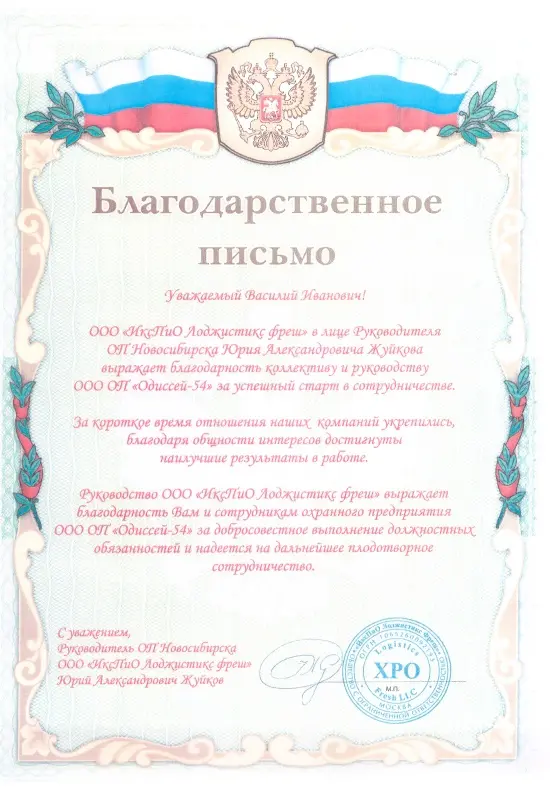 Благодарственное
письмо
Уважаемый Василий Иванович!
ООО «ИксПиО Лоджистикс фреш» в лице Руководителя
ОП Новосибирска Юрия Александровича Жуйкова
выражает благодарность коллективу и руководству
ООО ОП «Одиссей-54» за успешный старт в сотрудничестве.
За короткое время отношения наших компаний укрепились,
благодаря общности интересов достигнуты
наилучшие результаты в работе.
Руководство ООО «ИксПиО Лоджистикс фреш» выражает
благодарность Вам и сотрудникам охранного предприятия
ООО ОП «Одиссей-54» за добросовестное выполнение должностных
обязанностей и надеется на дальнейшее плодотворное
сотрудничество.
С уважением,
Руководитель ОП Новосибирска
ООО «ИксПиО Лоджистикс фреш»
Юрий Александрович Жуйков
«ИксПиО Лоджистикс фреш»
Logistics
XPO
М.П.
Fresh LLC
МОСКВА
С ОГРАНИЧЕННОЙ ОТВЕТСТВЕННОСТЬЮ